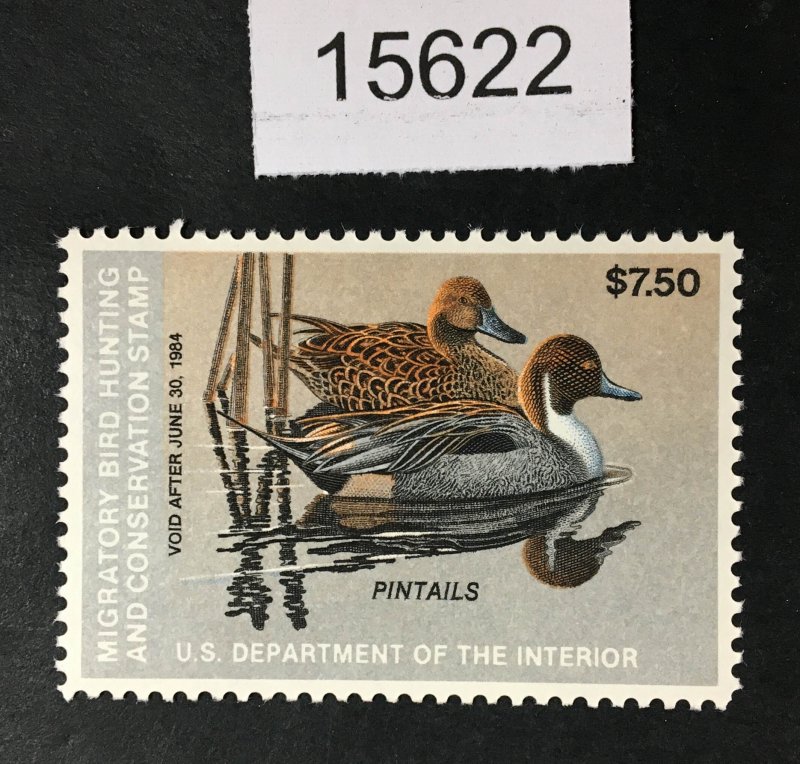 15622
$7.50
MIGRATORY BIRD HUNTING
AND CONSERVATION STAMP
VOID AFTER JUNE 30, 1984
PINTAILS
U.S. DEPARTMENT OF THE INTERIOR